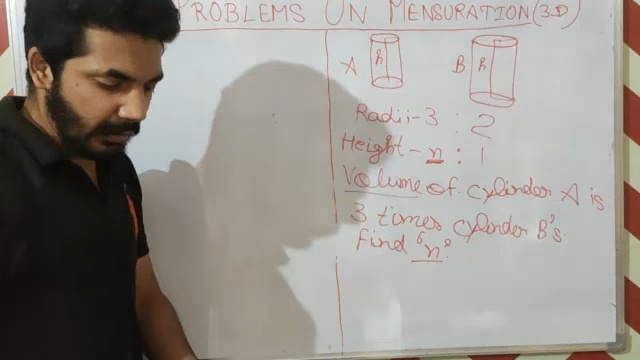 PROBLEMS ON MENSURATION (3D)
A h B h
Radii - 3 : 2
Height - n : 1
Volume of cylinder A is
3 times cylinder B's.
find 'n'.